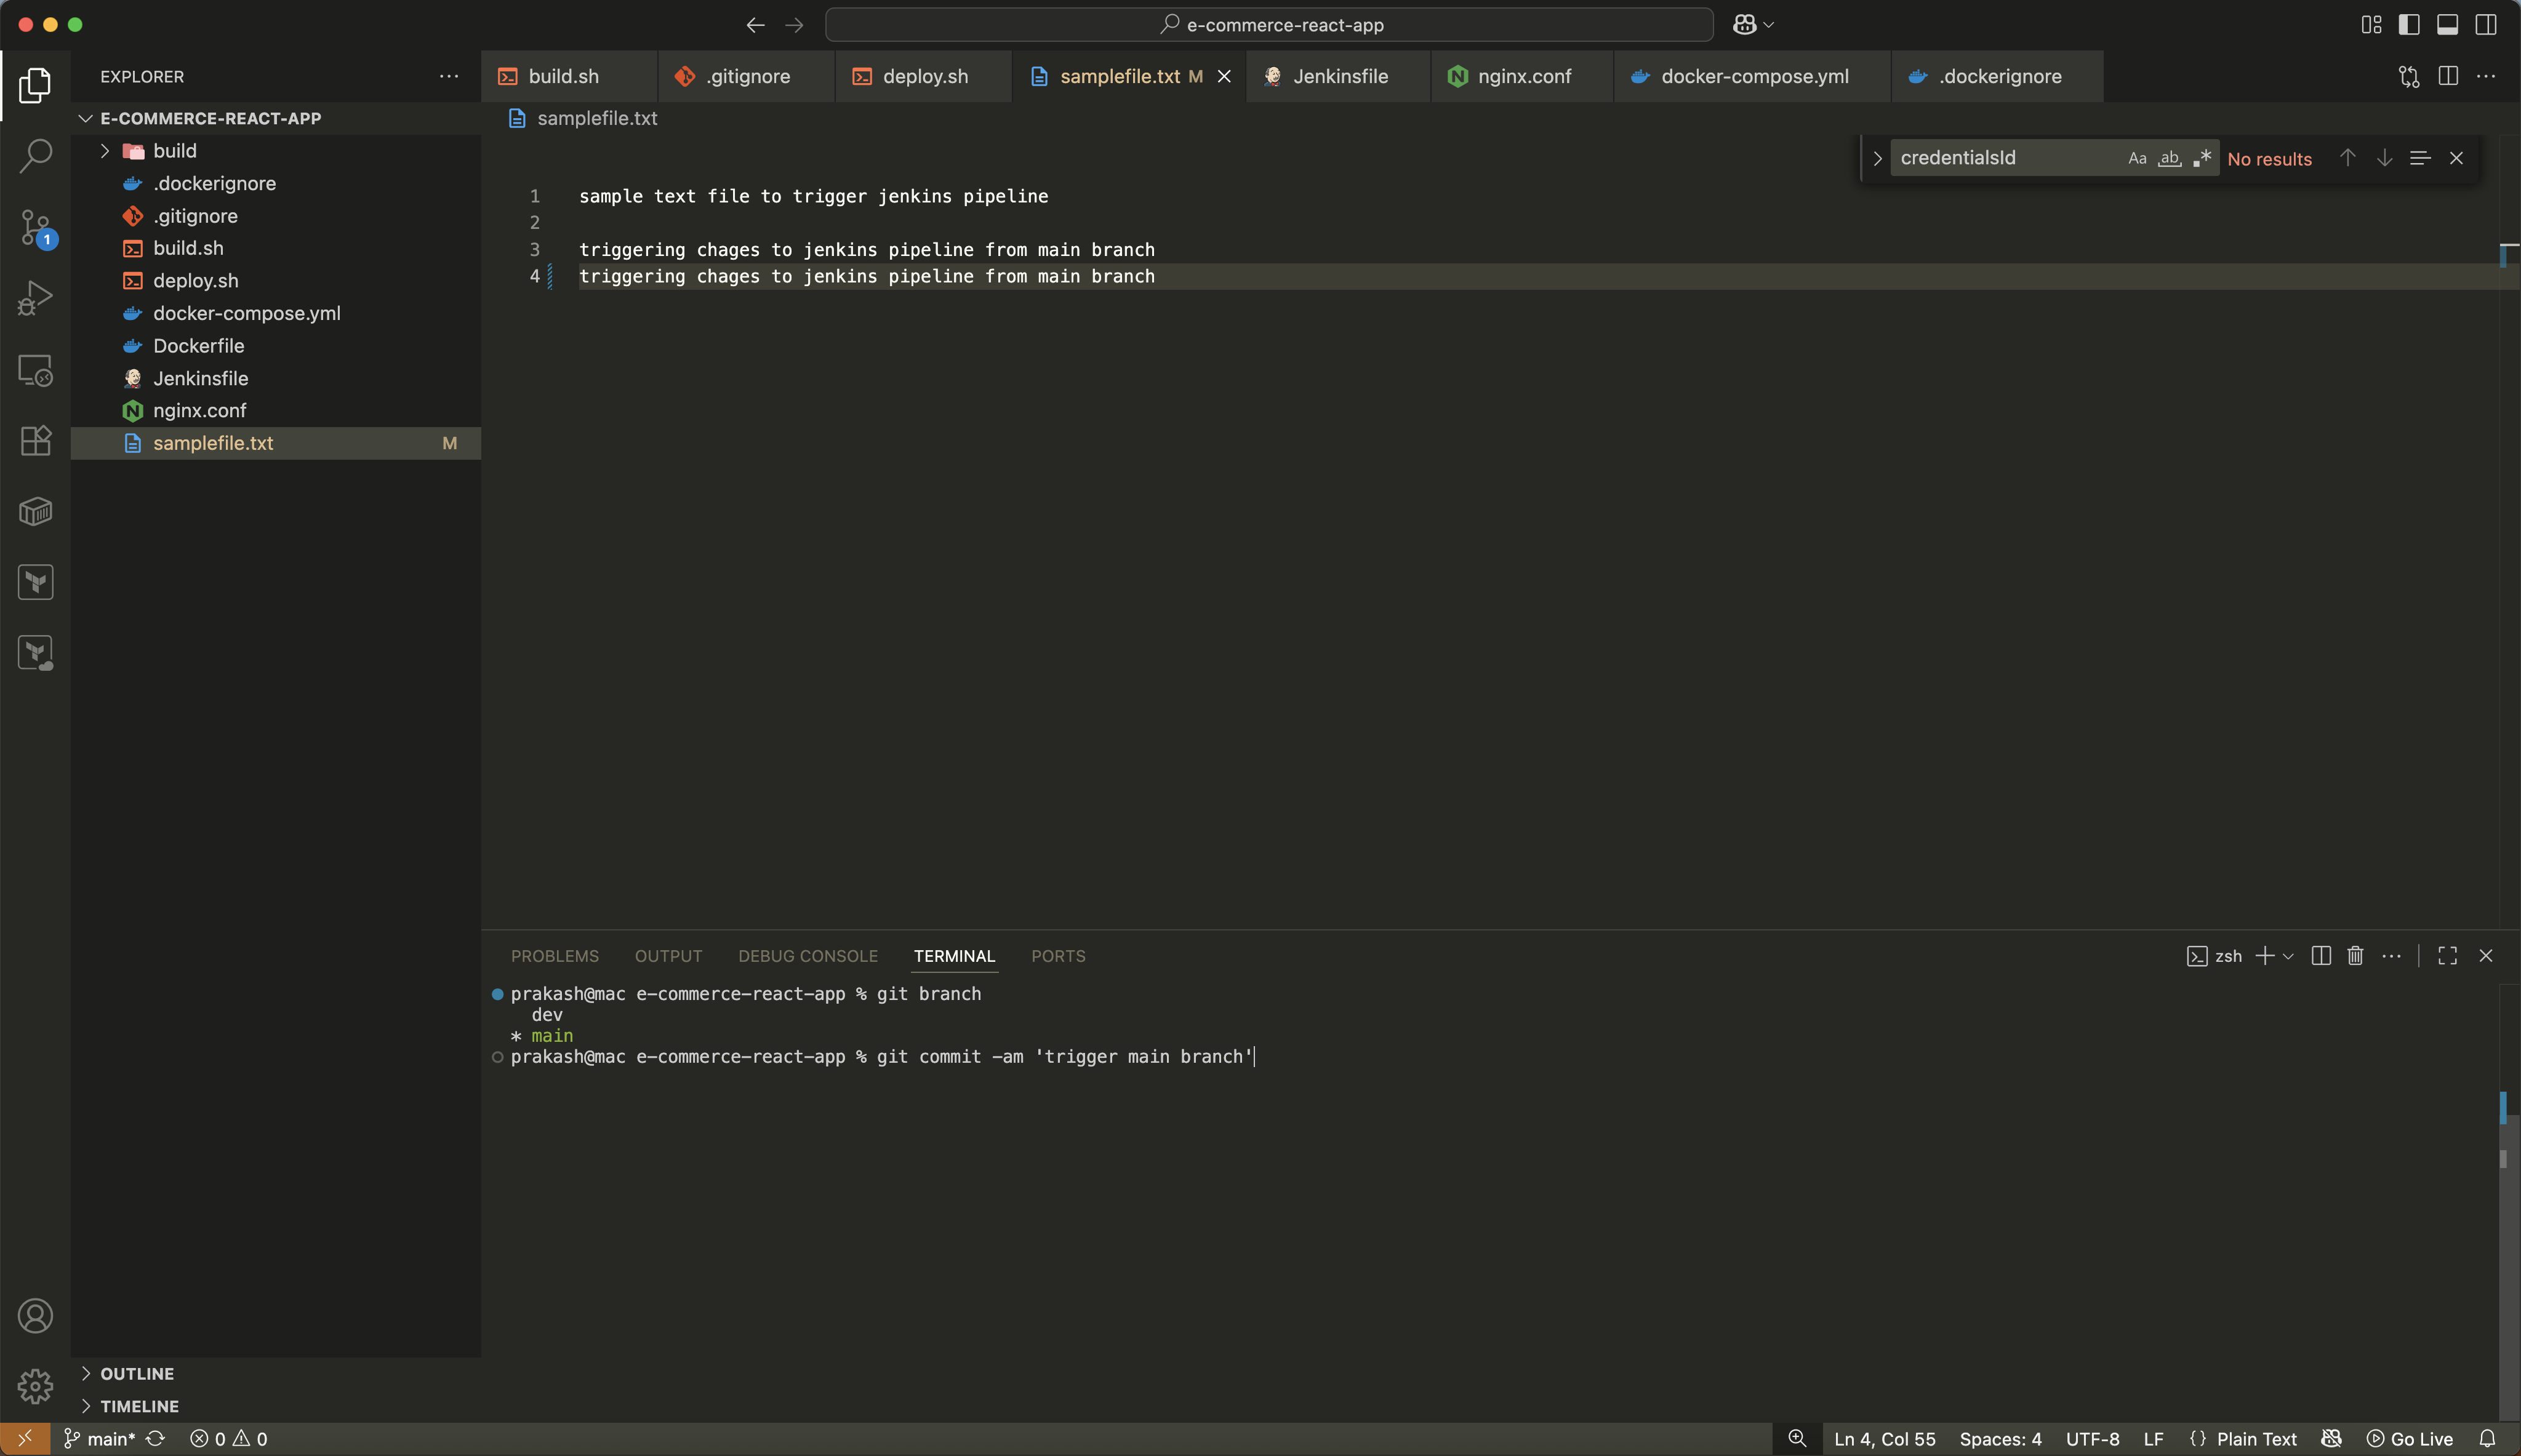 e-commerce-react-app
EXPLORER
build.sh
.gitignore
deploy.sh
samplefile.txt M
Jenkinsfile
nginx.conf
docker-compose.yml
.dockerignore
E-COMMERCE-REACT-APP
samplefile.txt
build
.dockerignore
.gitignore
build.sh
deploy.sh
docker-compose.yml
Dockerfile
Jenkinsfile
nginx.conf
samplefile.txt M
1
credentialsId Aa ab .* No results
1 sample text file to trigger jenkins pipeline
2
3 triggering chages to jenkins pipeline from main branch
4 triggering chages to jenkins pipeline from main branch
PROBLEMS OUTPUT DEBUG CONSOLE TERMINAL PORTS
zsh
prakash@mac e-commerce-react-app % git branch
dev
* main
prakash@mac e-commerce-react-app % git commit -am 'trigger main branch'
OUTLINE
TIMELINE
main* 0 0
Ln 4, Col 55 Spaces: 4 UTF-8 LF {} Plain Text Go Live